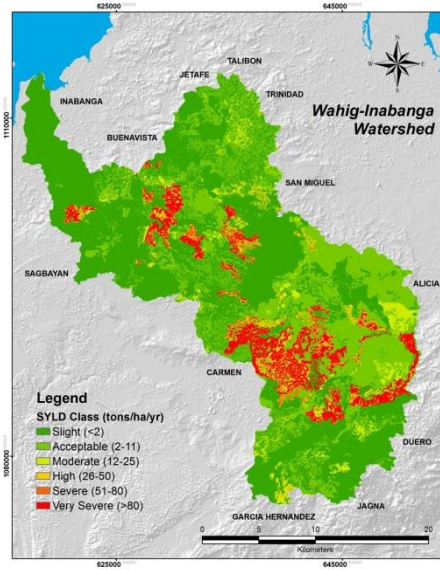 625000
645000
TALIBON
JETAFE
TRINIDAD
INABANGA
N
W
E
S
Wahig-Inabanga
Watershed
BUENAVISTA
1110000
SAN MIGUEL
SAGBAYAN
ALICIA
CARMEN
Legend
SYLD Class (tons/ha/yr)
Slight (<2)
Acceptable (2-11)
Moderate (12-25)
High (26-50)
Severe (51-80)
Very Severe (>80)
DUERO
1080000
JAGNA
GARCIA HERNANDEZ
0
5
10
20
Kilometers
625000
645000